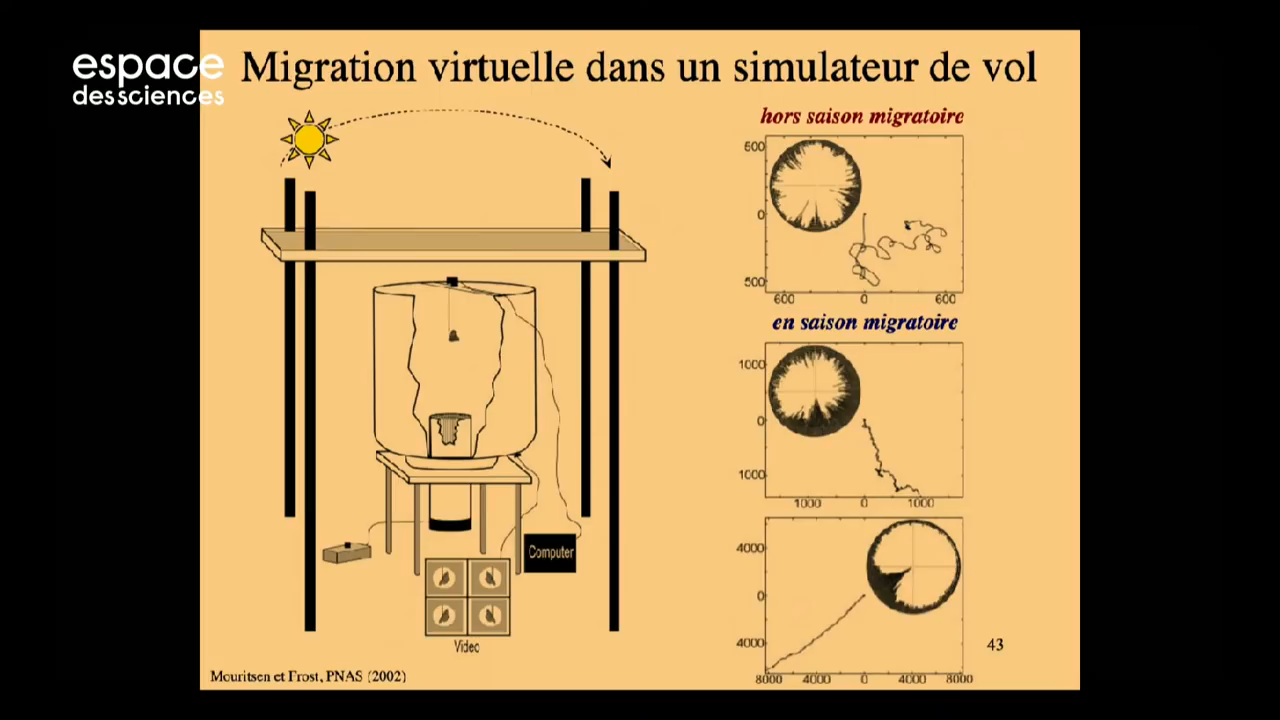 espace
des sciences
Migration virtuelle dans un simulateur de vol
hors saison migratoire
500
0
500
600 0 600
en saison migratoire
1000
0
1000
1000 0 1000
4000
0
4000
8000 4000 0 4000 8000
Computer
Video
43
Mouritsen et Frost, PNAS (2002)